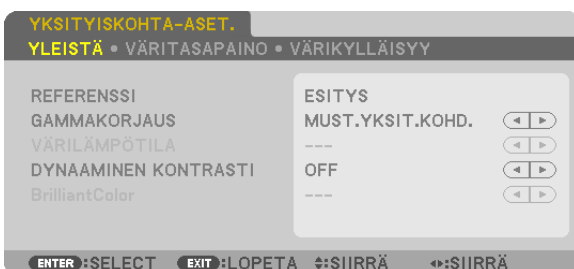 YKSITYISKOHTA-ASET.
YLEISTÄ • VÄRITASAPAINO • VÄRIKYLLÄISYY
REFERENSSI ESITYS
GAMMAKORJAUS MUST.YKSIT.KOHD.
VÄRILÄMPÖTILA ---
DYNAAMINEN KONTRASTI OFF
BrilliantColor ---
ENTER:SELECT EXIT:LOPETA :SIIRRÄ :SIIRRÄ